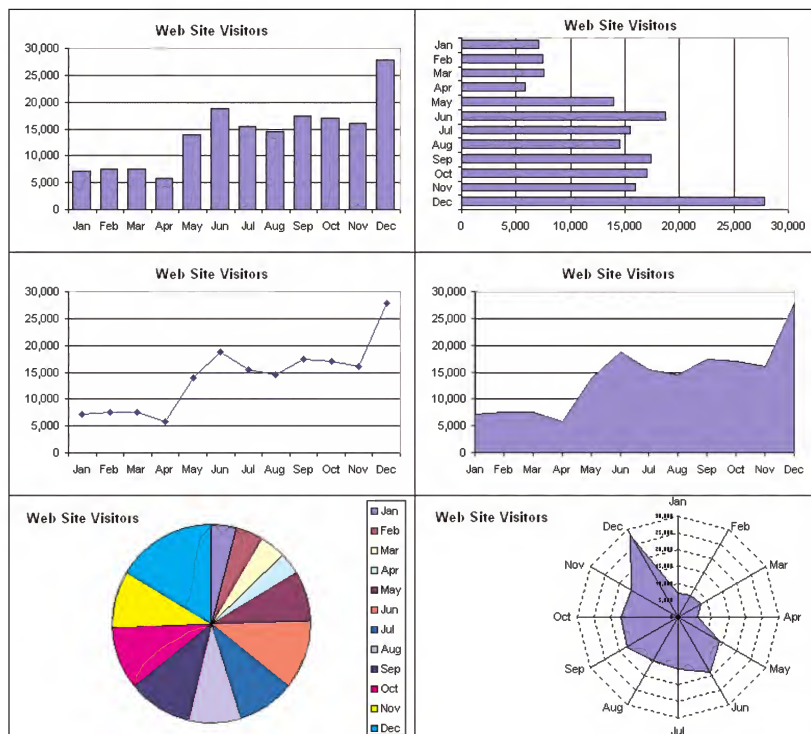 Web Site Visitors
30,000
25,000
20,000
15,000
10,000
5,000
0
Jan Feb Mar Apr May Jun Jul Aug Sep Oct Nov Dec
Web Site Visitors
Jan
Feb
Mar
Apr
May
Jun
Jul
Aug
Sep
Oct
Nov
Dec
0 5,000 10,000 15,000 20,000 25,000 30,000
Web Site Visitors
30,000
25,000
20,000
15,000
10,000
5,000
0
Jan Feb Mar Apr May Jun Jul Aug Sep Oct Nov Dec
Web Site Visitors
30,000
25,000
20,000
15,000
10,000
5,000
0
Jan Feb Mar Apr May Jun Jul Aug Sep Oct Nov Dec
Web Site Visitors
Jan
Feb
Mar
Apr
May
Jun
Jul
Aug
Sep
Oct
Nov
Dec
Web Site Visitors
Jan
Feb
Mar
Apr
May
Jun
Jul
Aug
Sep
Oct
Nov
Dec